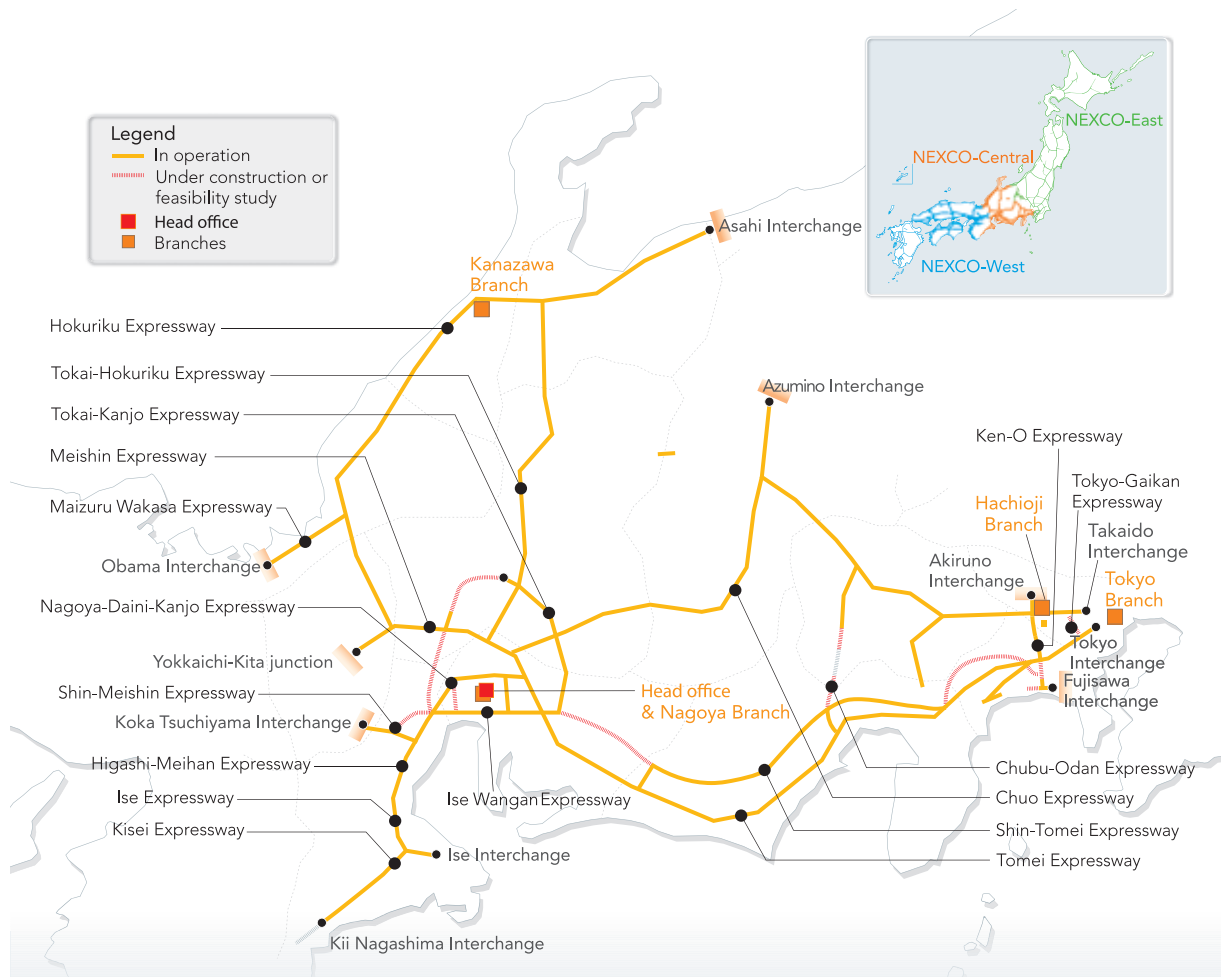 Legend
In operation
Under construction or
feasibility study
Head office
Branches
NEXCO-East
NEXCO-Central
NEXCO-West
Asahi Interchange
Kanazawa
Branch
Hokuriku Expressway
Tokai-Hokuriku Expressway
Tokai-Kanjo Expressway
Meishin Expressway
Maizuru Wakasa Expressway
Obama Interchange
Nagoya-Daini-Kanjo Expressway
Yokkaichi-Kita junction
Shin-Meishin Expressway
Koka Tsuchiyama Interchange
Higashi-Meihan Expressway
Ise Expressway
Kisei Expressway
Ise Wangan Expressway
Ise Interchange
Kii Nagashima Interchange
Head office
& Nagoya Branch
Azumino Interchange
Ken-O Expressway
Tokyo-Gaikan
Expressway
Hachioji
Branch
Takaido
Interchange
Akiruno
Interchange
Tokyo
Branch
Tokyo
Interchange
Fujisawa
Interchange
Chubu-Odan Expressway
Chuo Expressway
Shin-Tomei Expressway
Tomei Expressway